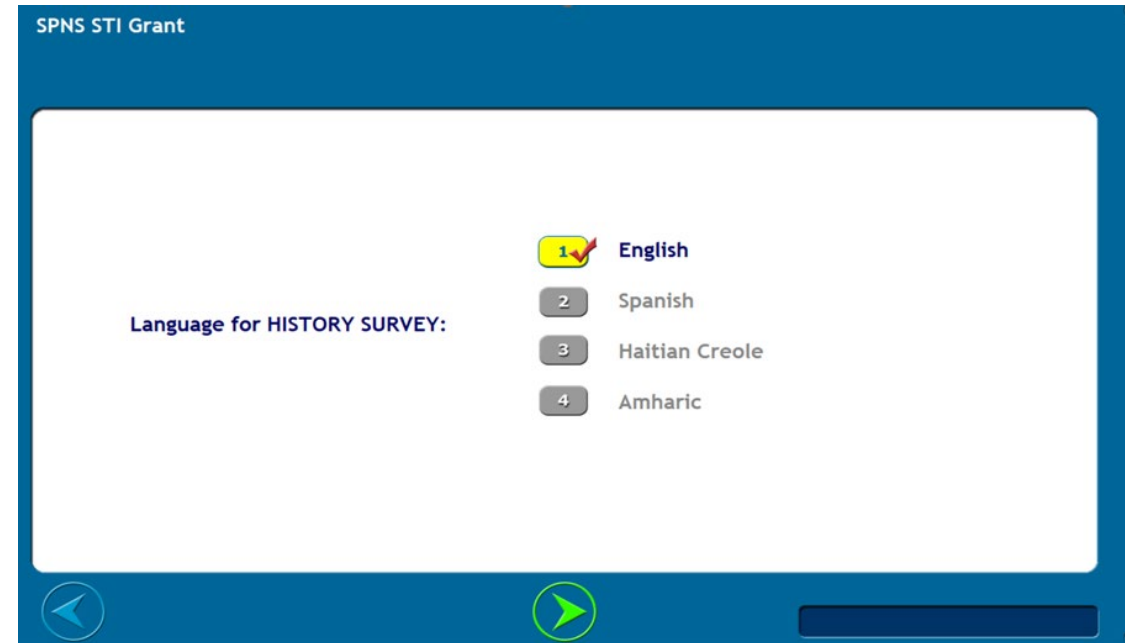 SPNS STI Grant
Language for HISTORY SURVEY:
1 English
2 Spanish
3 Haitian Creole
4 Amharic